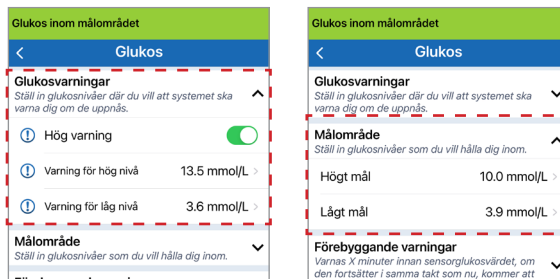 Glukos inom målområdet
Glukos
Glukosvarningar
Ställ in glukosnivåer där du vill att systemet ska
varna dig om de uppnås.
Hög varning
Varning för hög nivå 13.5 mmol/L
Varning för låg nivå 3.6 mmol/L
Målområde
Ställ in glukosnivåer som du vill hålla dig inom.
Glukos inom målområdet
Glukos
Glukosvarningar
Ställ in glukosnivåer där du vill att systemet ska
varna dig om de uppnås.
Målområde
Ställ in glukosnivåer som du vill hålla dig inom.
Högt mål 10.0 mmol/L
Lågt mål 3.9 mmol/L
Förebyggande varningar
Varnas X minuter innan sensorglukosvärdet, om
den fortsätter i samma takt som nu, kommer att